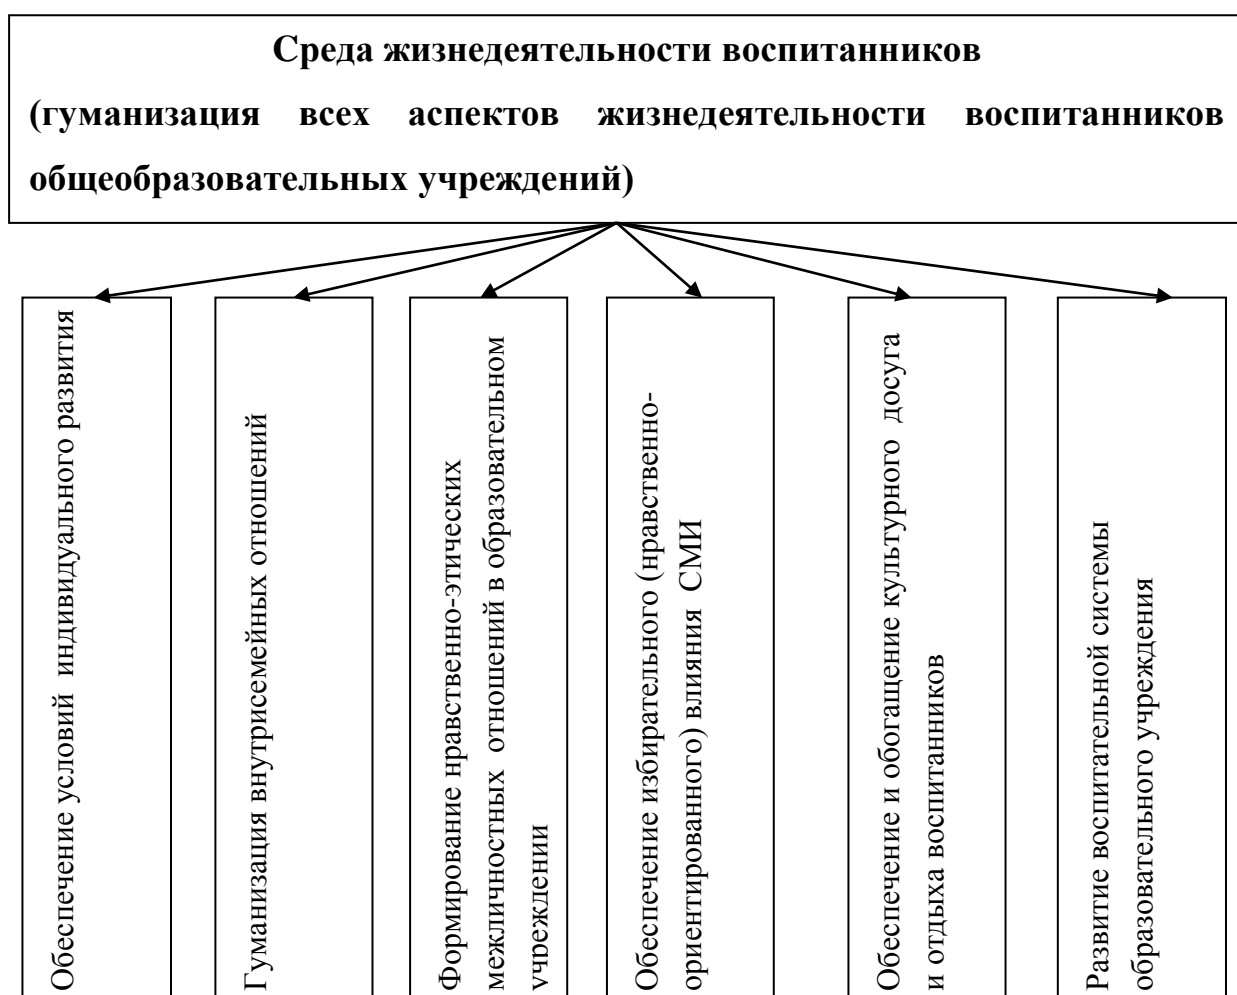 Среда жизнедеятельности воспитанников
(гуманизация всех аспектов жизнедеятельности воспитанников
общеобразовательных учреждений)
Обеспечение условий индивидуального развития
Гуманизация внутрисемейных отношений
Формирование нравственно-этических
межличностных отношений в образовательном
учреждении
Обеспечение избирательного (нравственно-
ориентированного) влияния СМИ
Обеспечение и обогащение культурного досуга
и отдыха воспитанников
Развитие воспитательной системы
образовательного учреждения